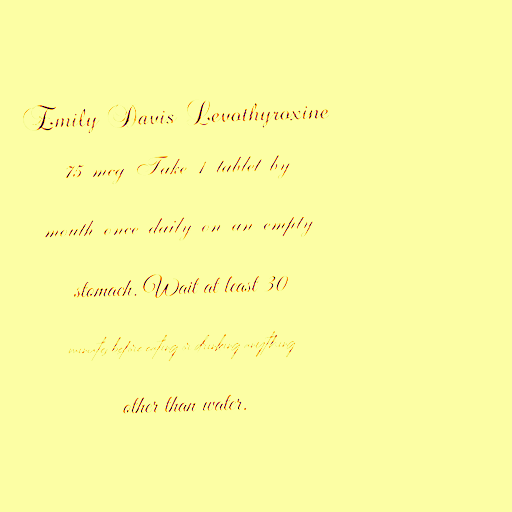 Emily Davis Levothyroxine
75 mcg Take 1 tablet by
mouth once daily on an empty
stomach. Wait at least 30
minutes before eating or drinking anything
other than water.